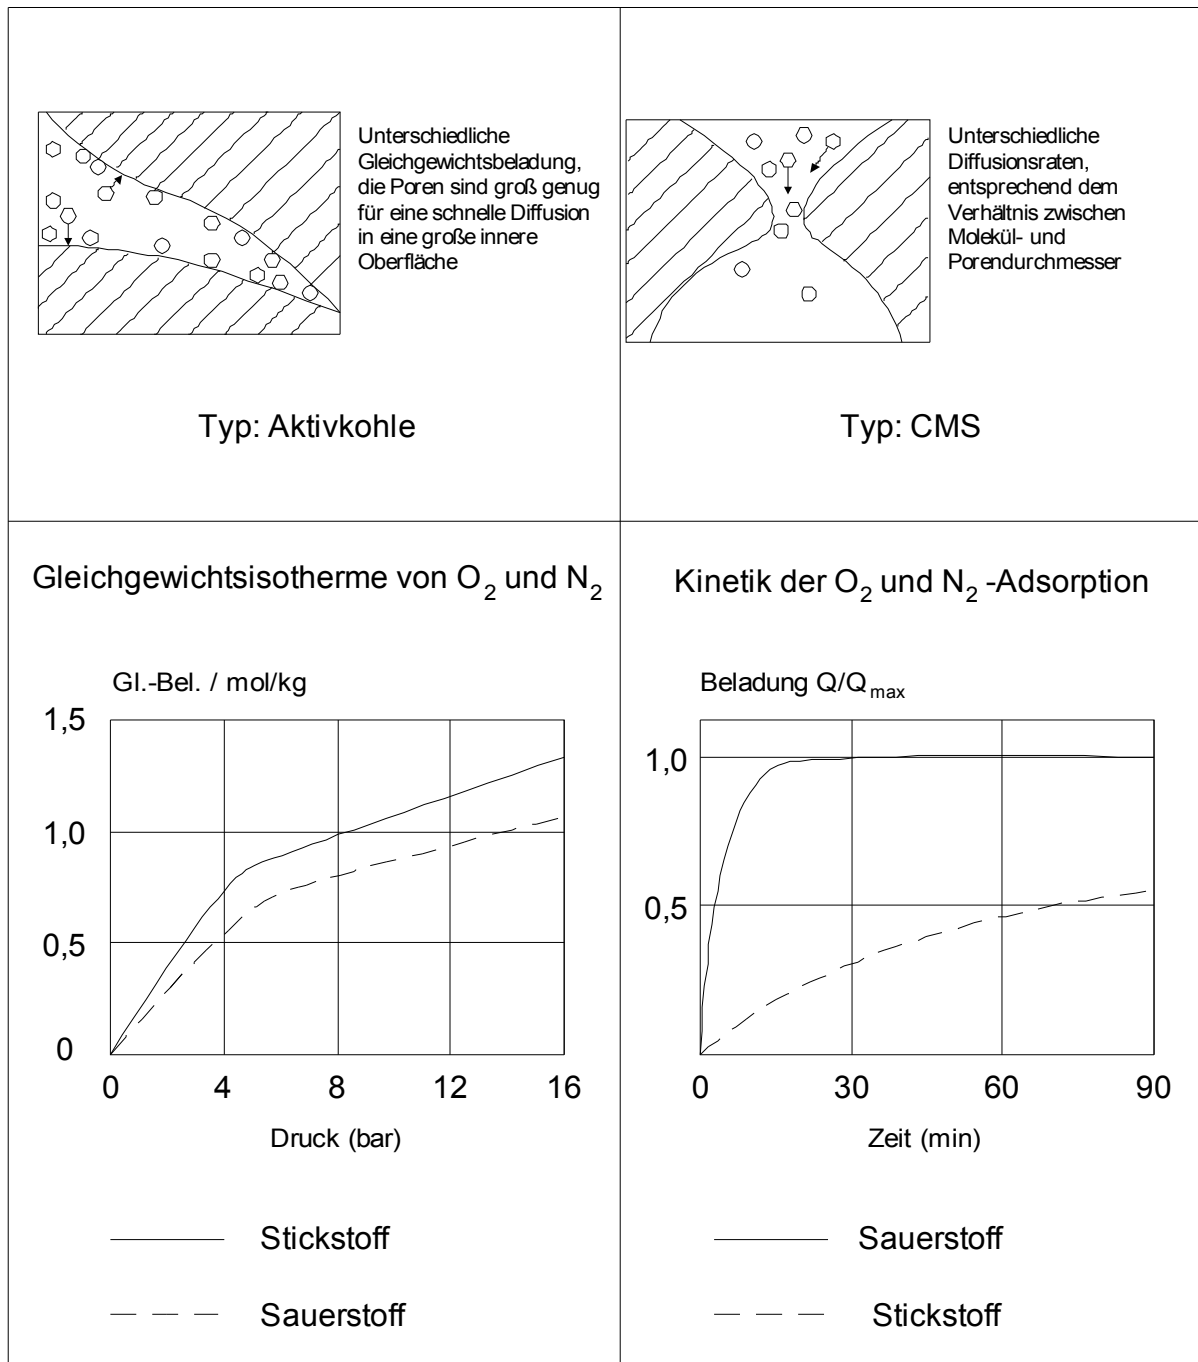 Unterschiedliche
Gleichgewichtsbeladung,
die Poren sind groß genug
für eine schnelle Diffusion
in eine große innere
Oberfläche
Typ: Aktivkohle
Unterschiedliche
Diffusionsraten,
entsprechend dem
Verhältnis zwischen
Molekül- und
Porendurchmesser
Typ: CMS
Gleichgewichtsisotherme von O₂ und N₂
Gl.-Bel. / mol/kg
1,5
1,0
0,5
0
0 4 8 12 16
Druck (bar)
Stickstoff
Sauerstoff
Kinetik der O₂ und N₂ -Adsorption
Beladung Q/Qmax
1,0
0,5
0 30 60 90
Zeit (min)
Sauerstoff
Stickstoff